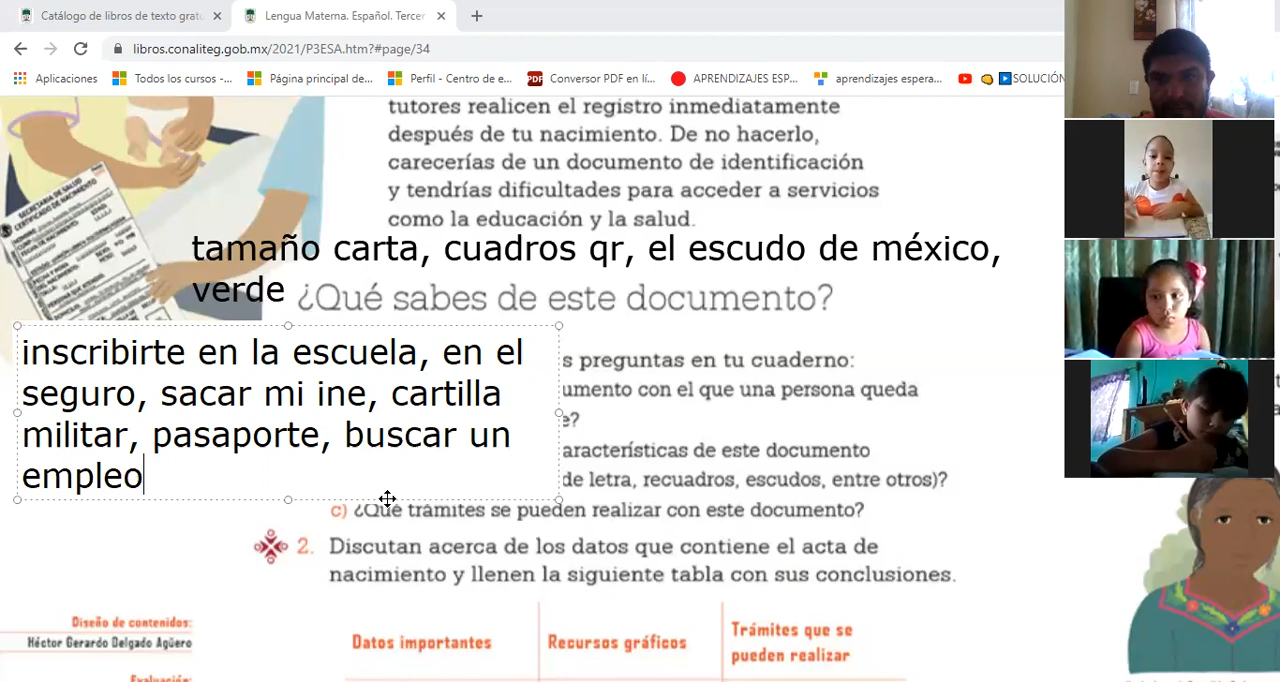 Catálogo de libros de texto grat
Lengua Materna. Español. Tercer
libros.conaliteg.gob.mx/2021/P3ESA.htm?#page/34
Aplicaciones
Todos los cursos -...
Página principal de...
Perfil - Centro de e...
PDF
Conversor PDF en lí...
APRENDIZAJES ESP...
aprendizajes espera...
SOLUCIÓN
tutores realicen el registro inmediatamente
después de tu nacimiento. De no hacerlo,
carecerías de un documento de identificación
y tendrías dificultades para acceder a servicios
como la educación y la salud.
SECRETARIA DE SALUD
CERTIFICADO DE NACIMIENTO
tamaño carta, cuadros qr, el escudo de méxico,
verde
¿Qué sabes de este documento?
inscribirte en la escuela, en el
seguro, sacar mi ine, cartilla
militar, pasaporte, buscar un
empleo
s preguntas en tu cuaderno:
umento con el que una persona queda
e?
aracterísticas de este documento
de letra, recuadros, escudos, entre otros)?
c) ¿Qué trámites se pueden realizar con este documento?
2. Discutan acerca de los datos que contiene el acta de
nacimiento y llenen la siguiente tabla con sus conclusiones.
Diseño de contenidos:
Héctor Gerardo Delgado Agüero
Evaluación:
Datos importantes
Recursos gráficos
Trámites que se
pueden realizar